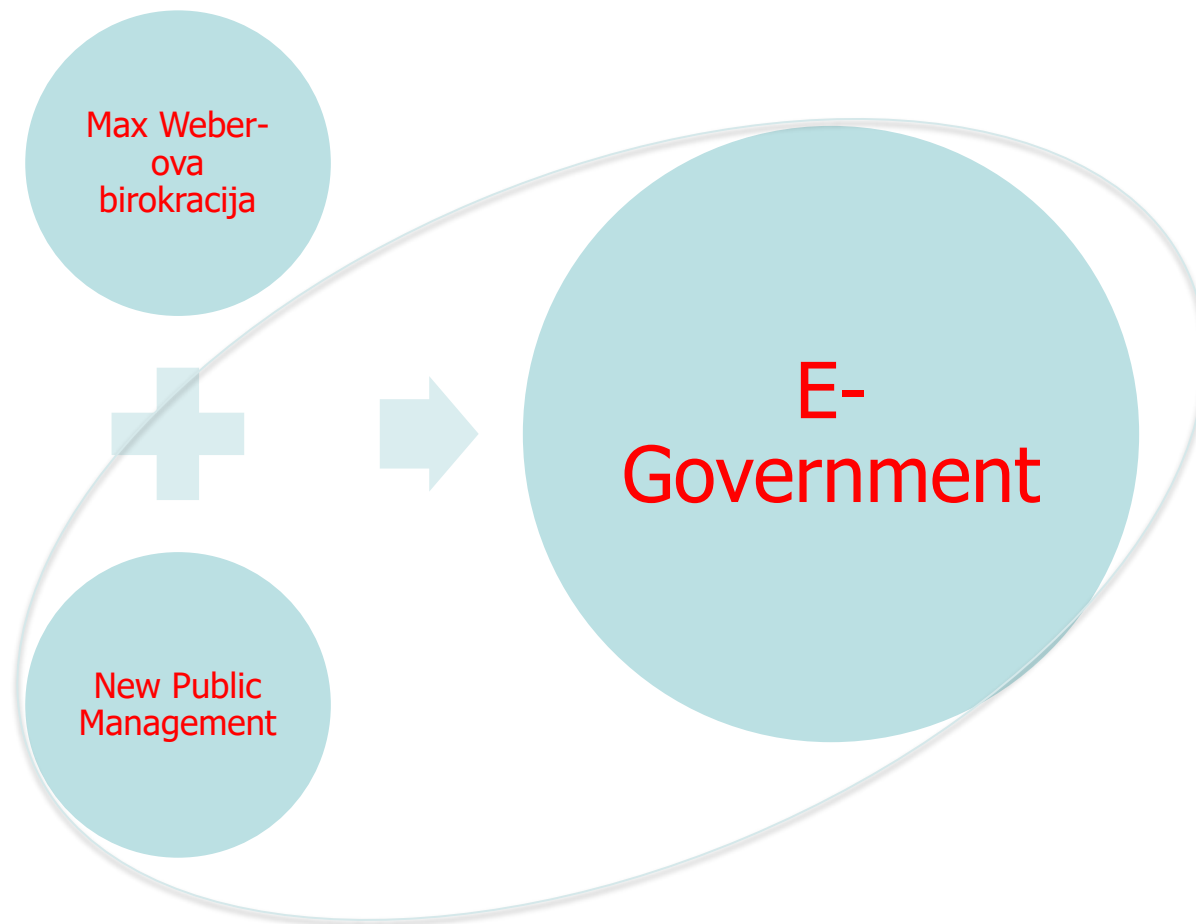 Max Weber-
ova
birokracija
New Public
Management
E-
Government